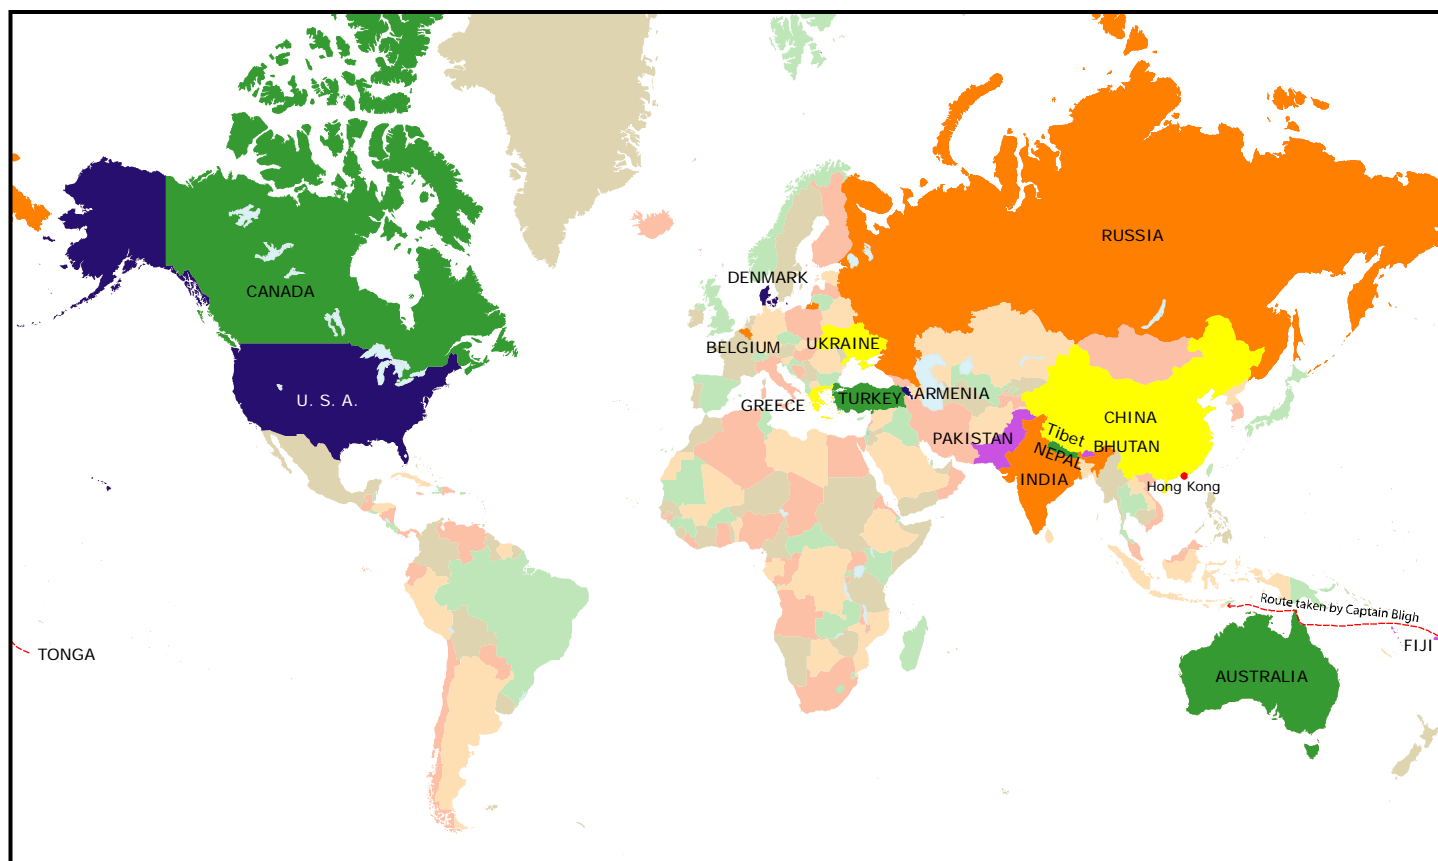 RUSSIA
DENMARK
CANADA
BELGIUM
UKRAINE
U. S. A.
GREECE
TURKEY
ARMENIA
CHINA
PAKISTAN
Tibet
BHUTAN
NEPAL
INDIA
Hong Kong
Route taken by Captain Bligh
TONGA
FIJI
AUSTRALIA